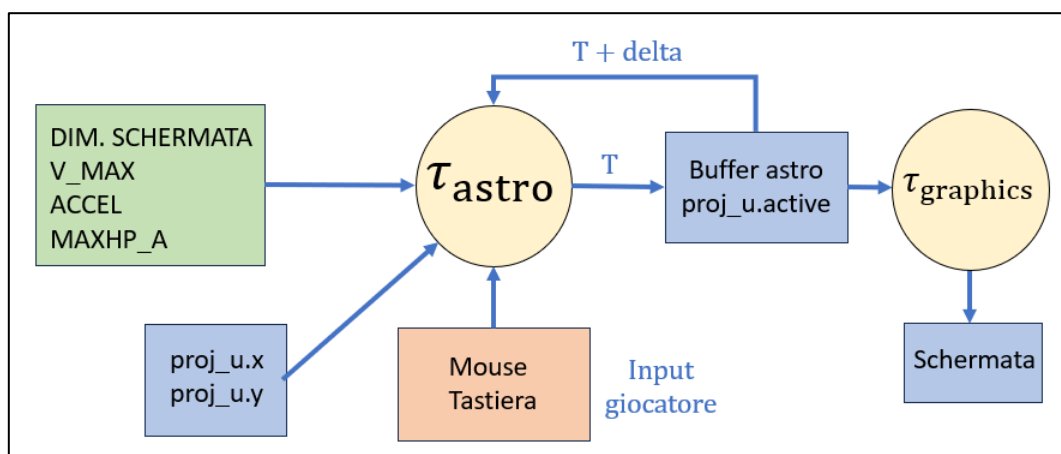 T + delta
DIM. SCHERMATA
V_MAX
ACCEL
MAXHP_A
τastro
T
Buffer astro
proj_u.active
τgraphics
proj_u.x
proj_u.y
Mouse
Tastiera
Input
giocatore
Schermata